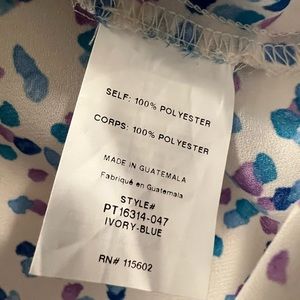 SELF: 100% POLYESTER
CORPS: 100% POLYESTER
MADE IN GUATEMALA
Fabriqué en Guatemala
STYLE#
PT16314-047
IVORY-BLUE
RN# 115602